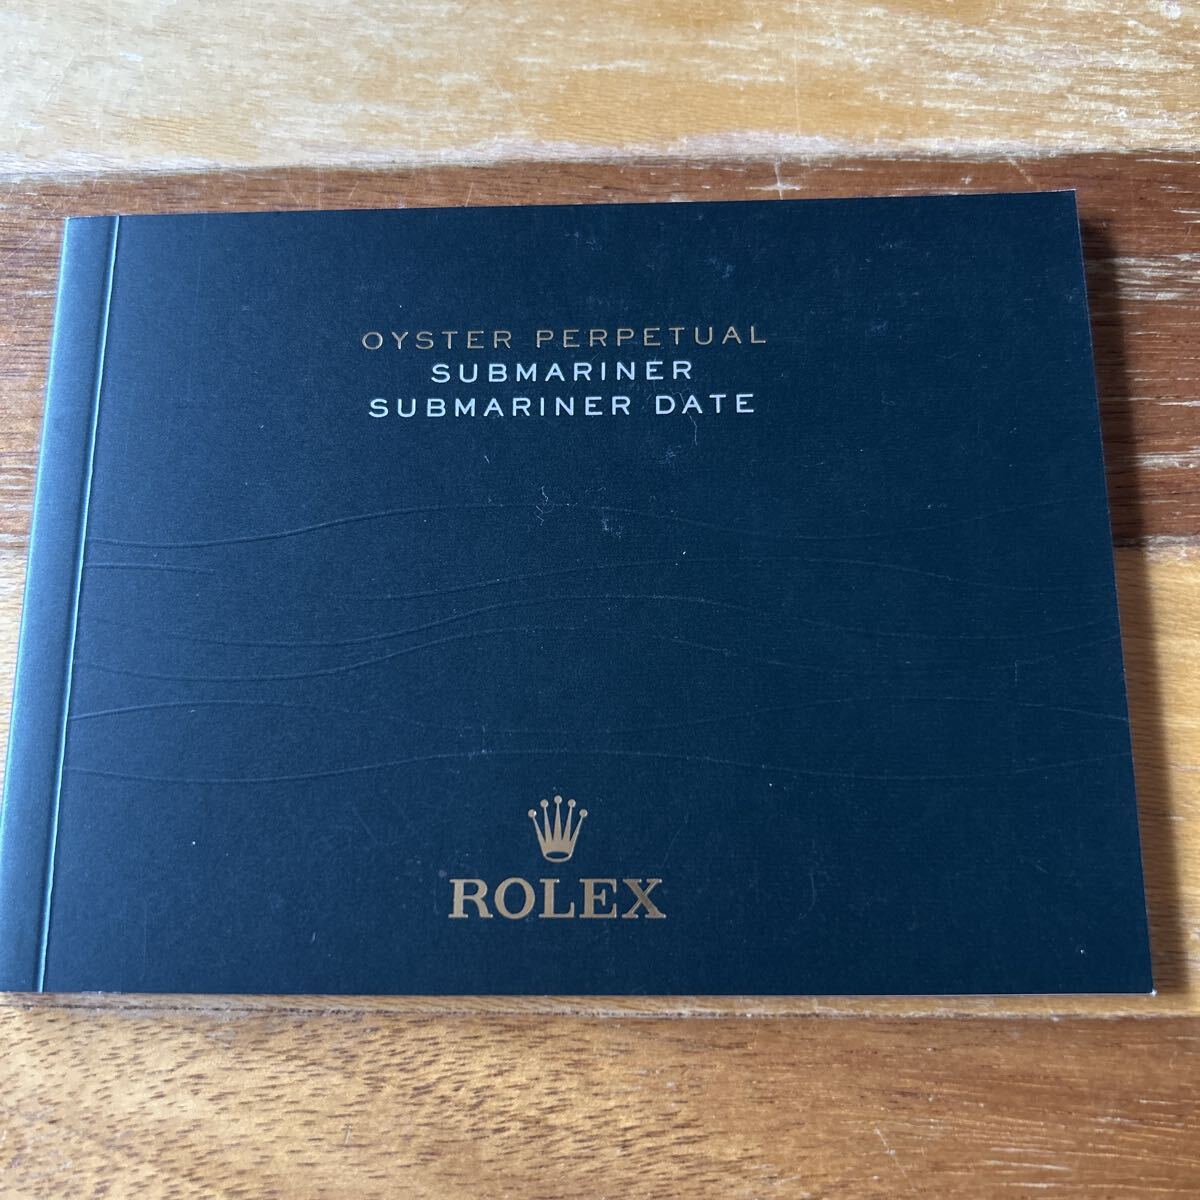 OYSTER PERPETUAL
SUBMARINER
SUBMARINER DATE
ROLEX